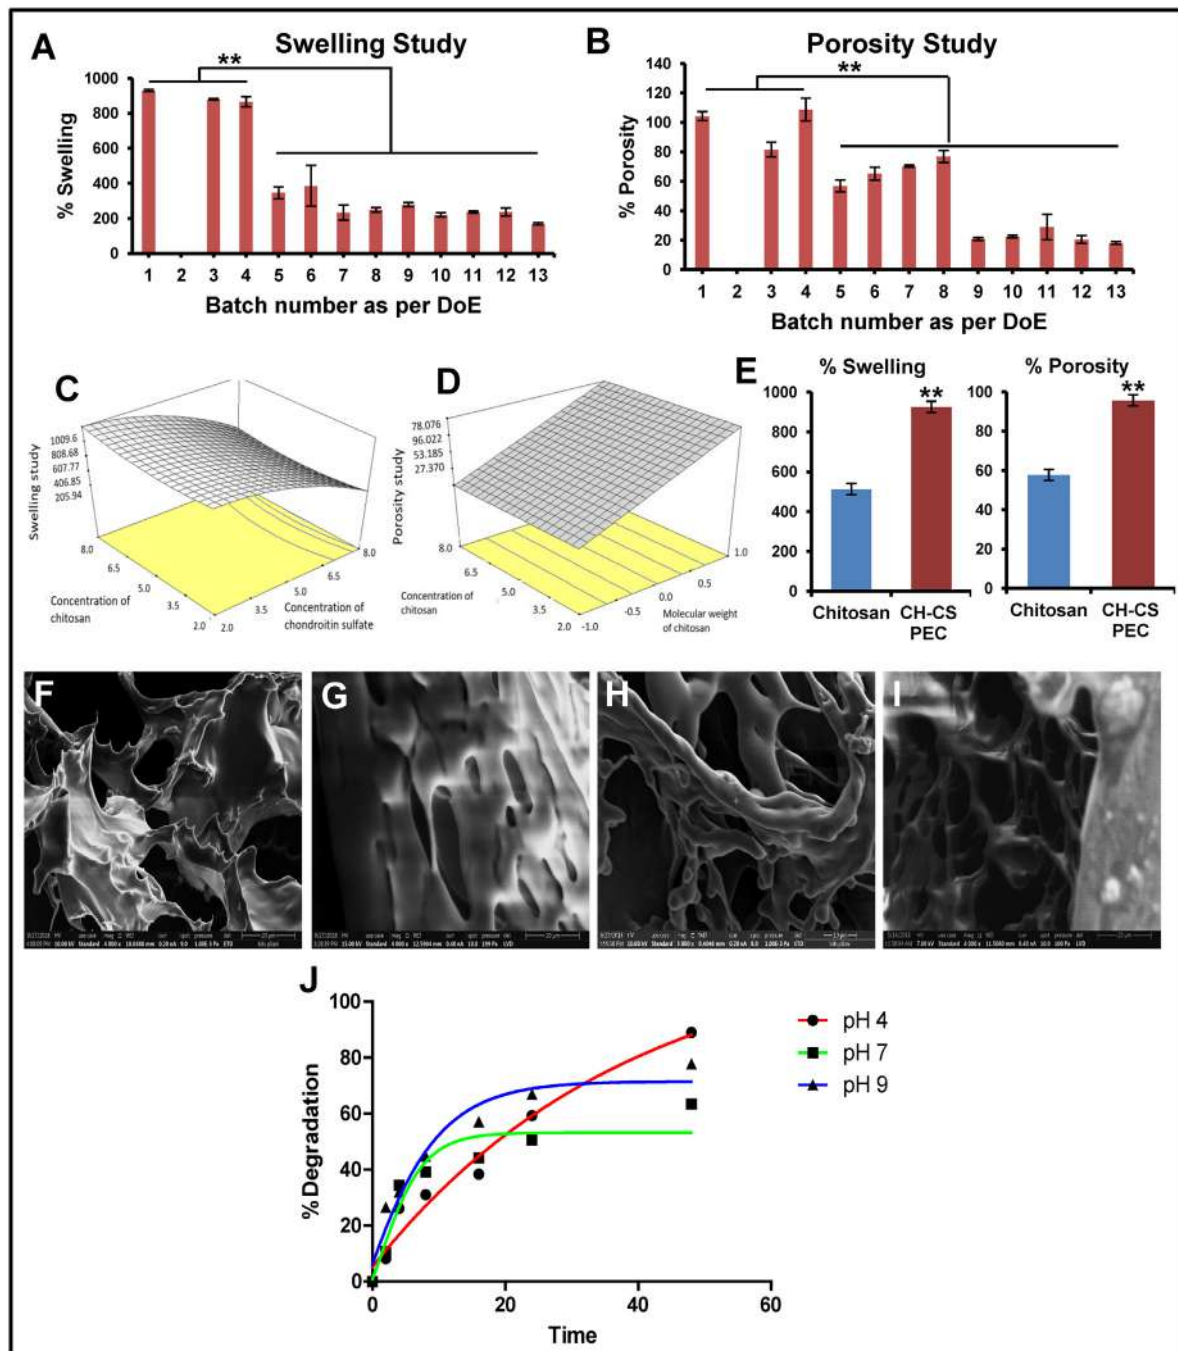 A
Swelling Study
**
1000
800
600
400
200
0
% Swelling
1 2 3 4 5 6 7 8 9 10 11 12 13
Batch number as per DoE
B
Porosity Study
**
140
120
100
80
60
40
20
0
% Porosity
1 2 3 4 5 6 7 8 9 10 11 12 13
Batch number as per DoE
C
Swelling study
1009.6
808.68
607.77
406.85
205.94
8.0
6.5
5.0
3.5
2.0
Concentration of
chitosan
2.0
3.5
5.0
6.5
8.0
Concentration of
chondroitin sulfate
D
Porosity study
78.076
96.022
53.185
27.370
8.0
6.5
5.0
3.5
2.0
Concentration of
chitosan
-1.0
-0.5
0.0
0.5
1.0
Molecular weight
of chitosan
E
% Swelling
**
1000
800
600
400
200
0
Chitosan CH-CS
PEC
% Porosity
**
100
80
60
40
20
0
Chitosan CH-CS
PEC
F
G
H
I
J
100
80
60
40
20
0
%Degradation
0 20 40 60
Time
pH 4
pH 7
pH 9